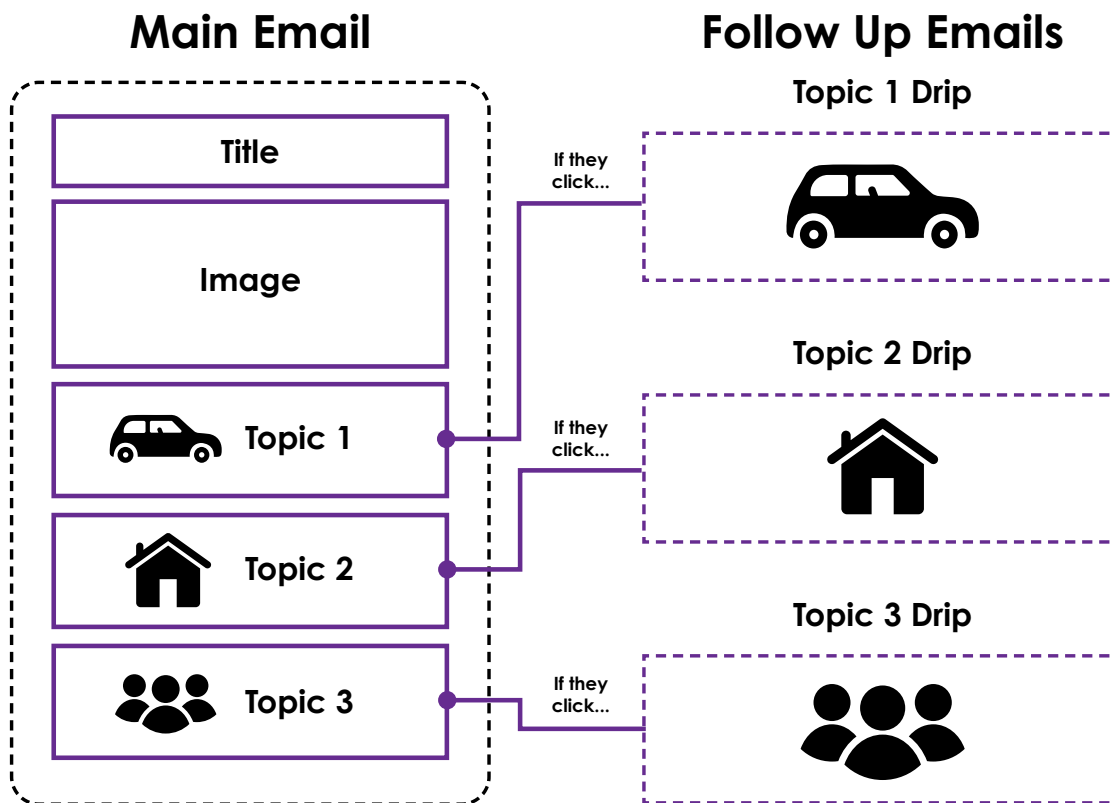 Main Email
Title
Image
Topic 1
Topic 2
Topic 3
If they
click...
If they
click...
If they
click...
Follow Up Emails
Topic 1 Drip
Topic 2 Drip
Topic 3 Drip